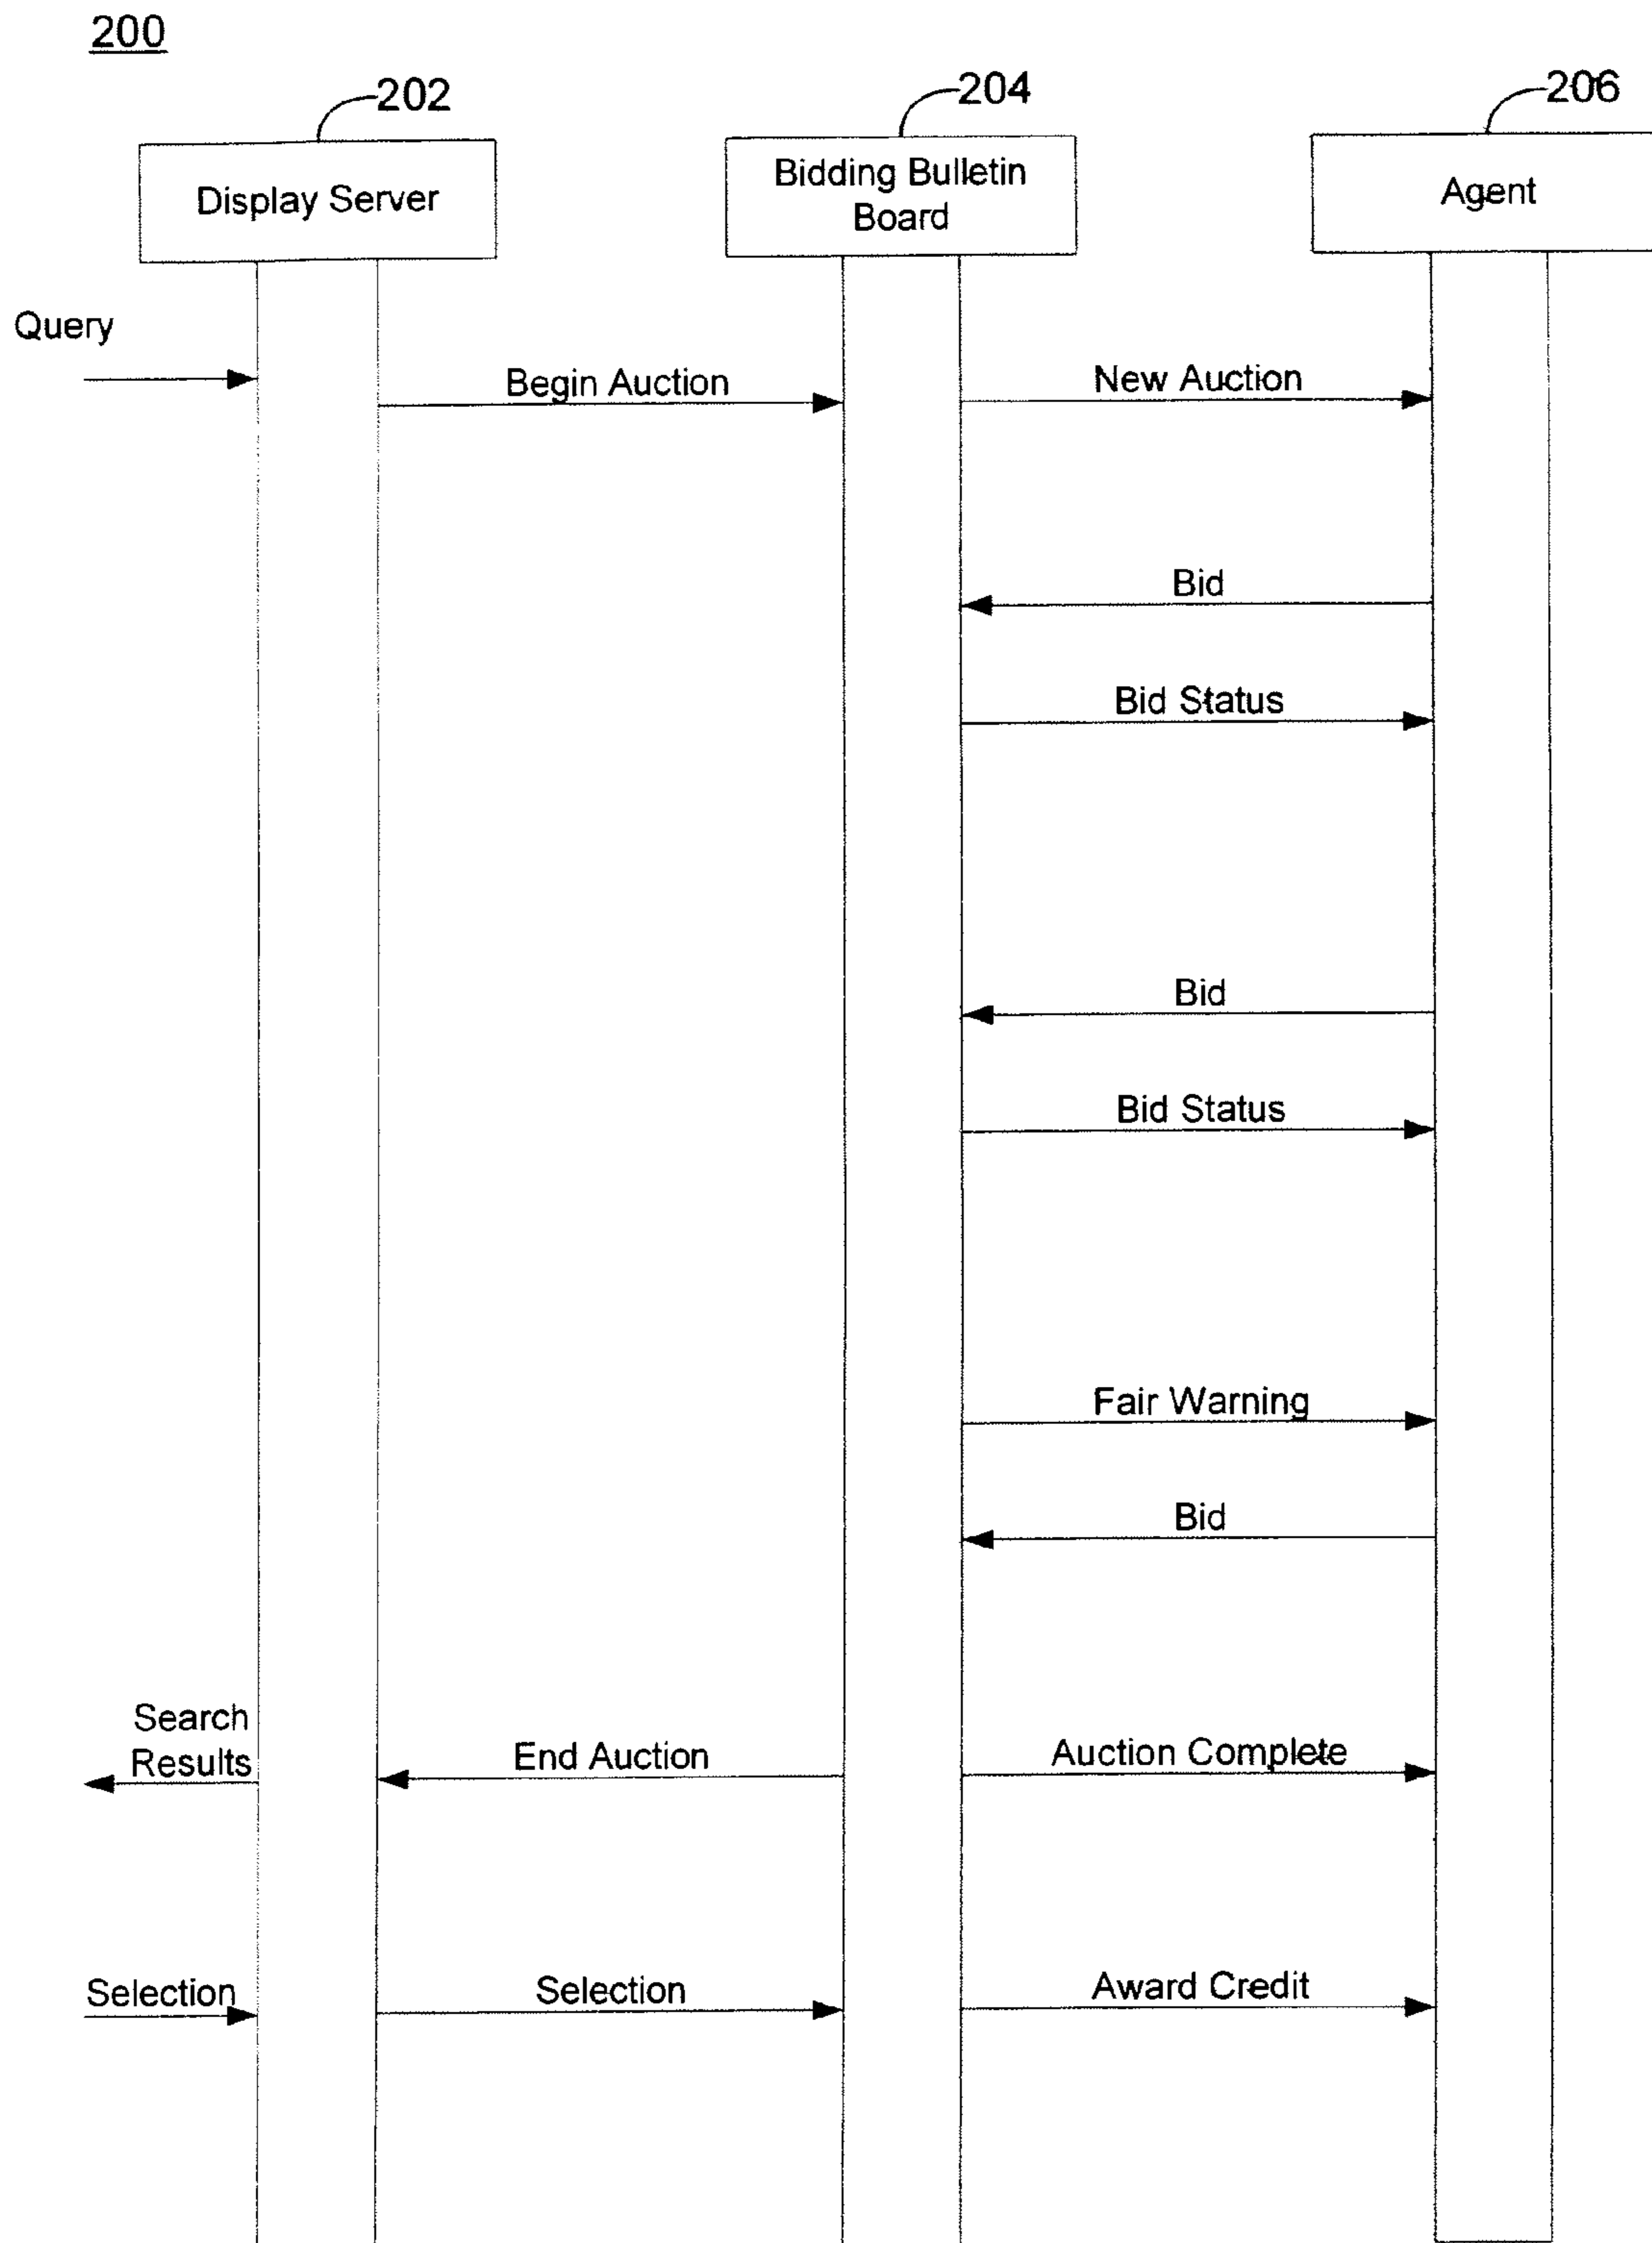 200
202
204
206
Display Server
Bidding Bulletin
Board
Agent
Query
Begin Auction
New Auction
Bid
Bid Status
Bid
Bid Status
Fair Warning
Bid
Search
Results
End Auction
Auction Complete
Selection
Selection
Award Credit